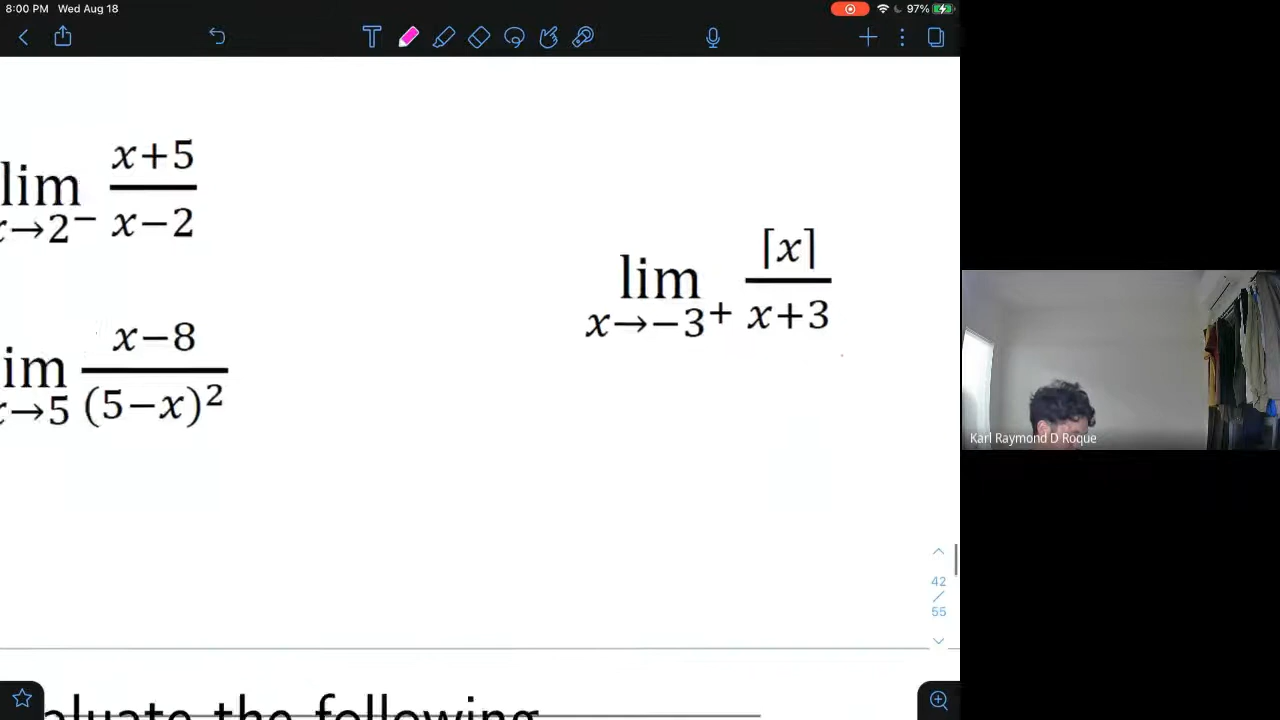 8:00 PM Wed Aug 18
97%
lim x→2⁻ x+5 / x−2
lim x→5 x−8 / (5−x)²
lim x→−3⁺ ⌈x⌉ / x+3
Karl Raymond D Roque
42
/
55
aluate the following